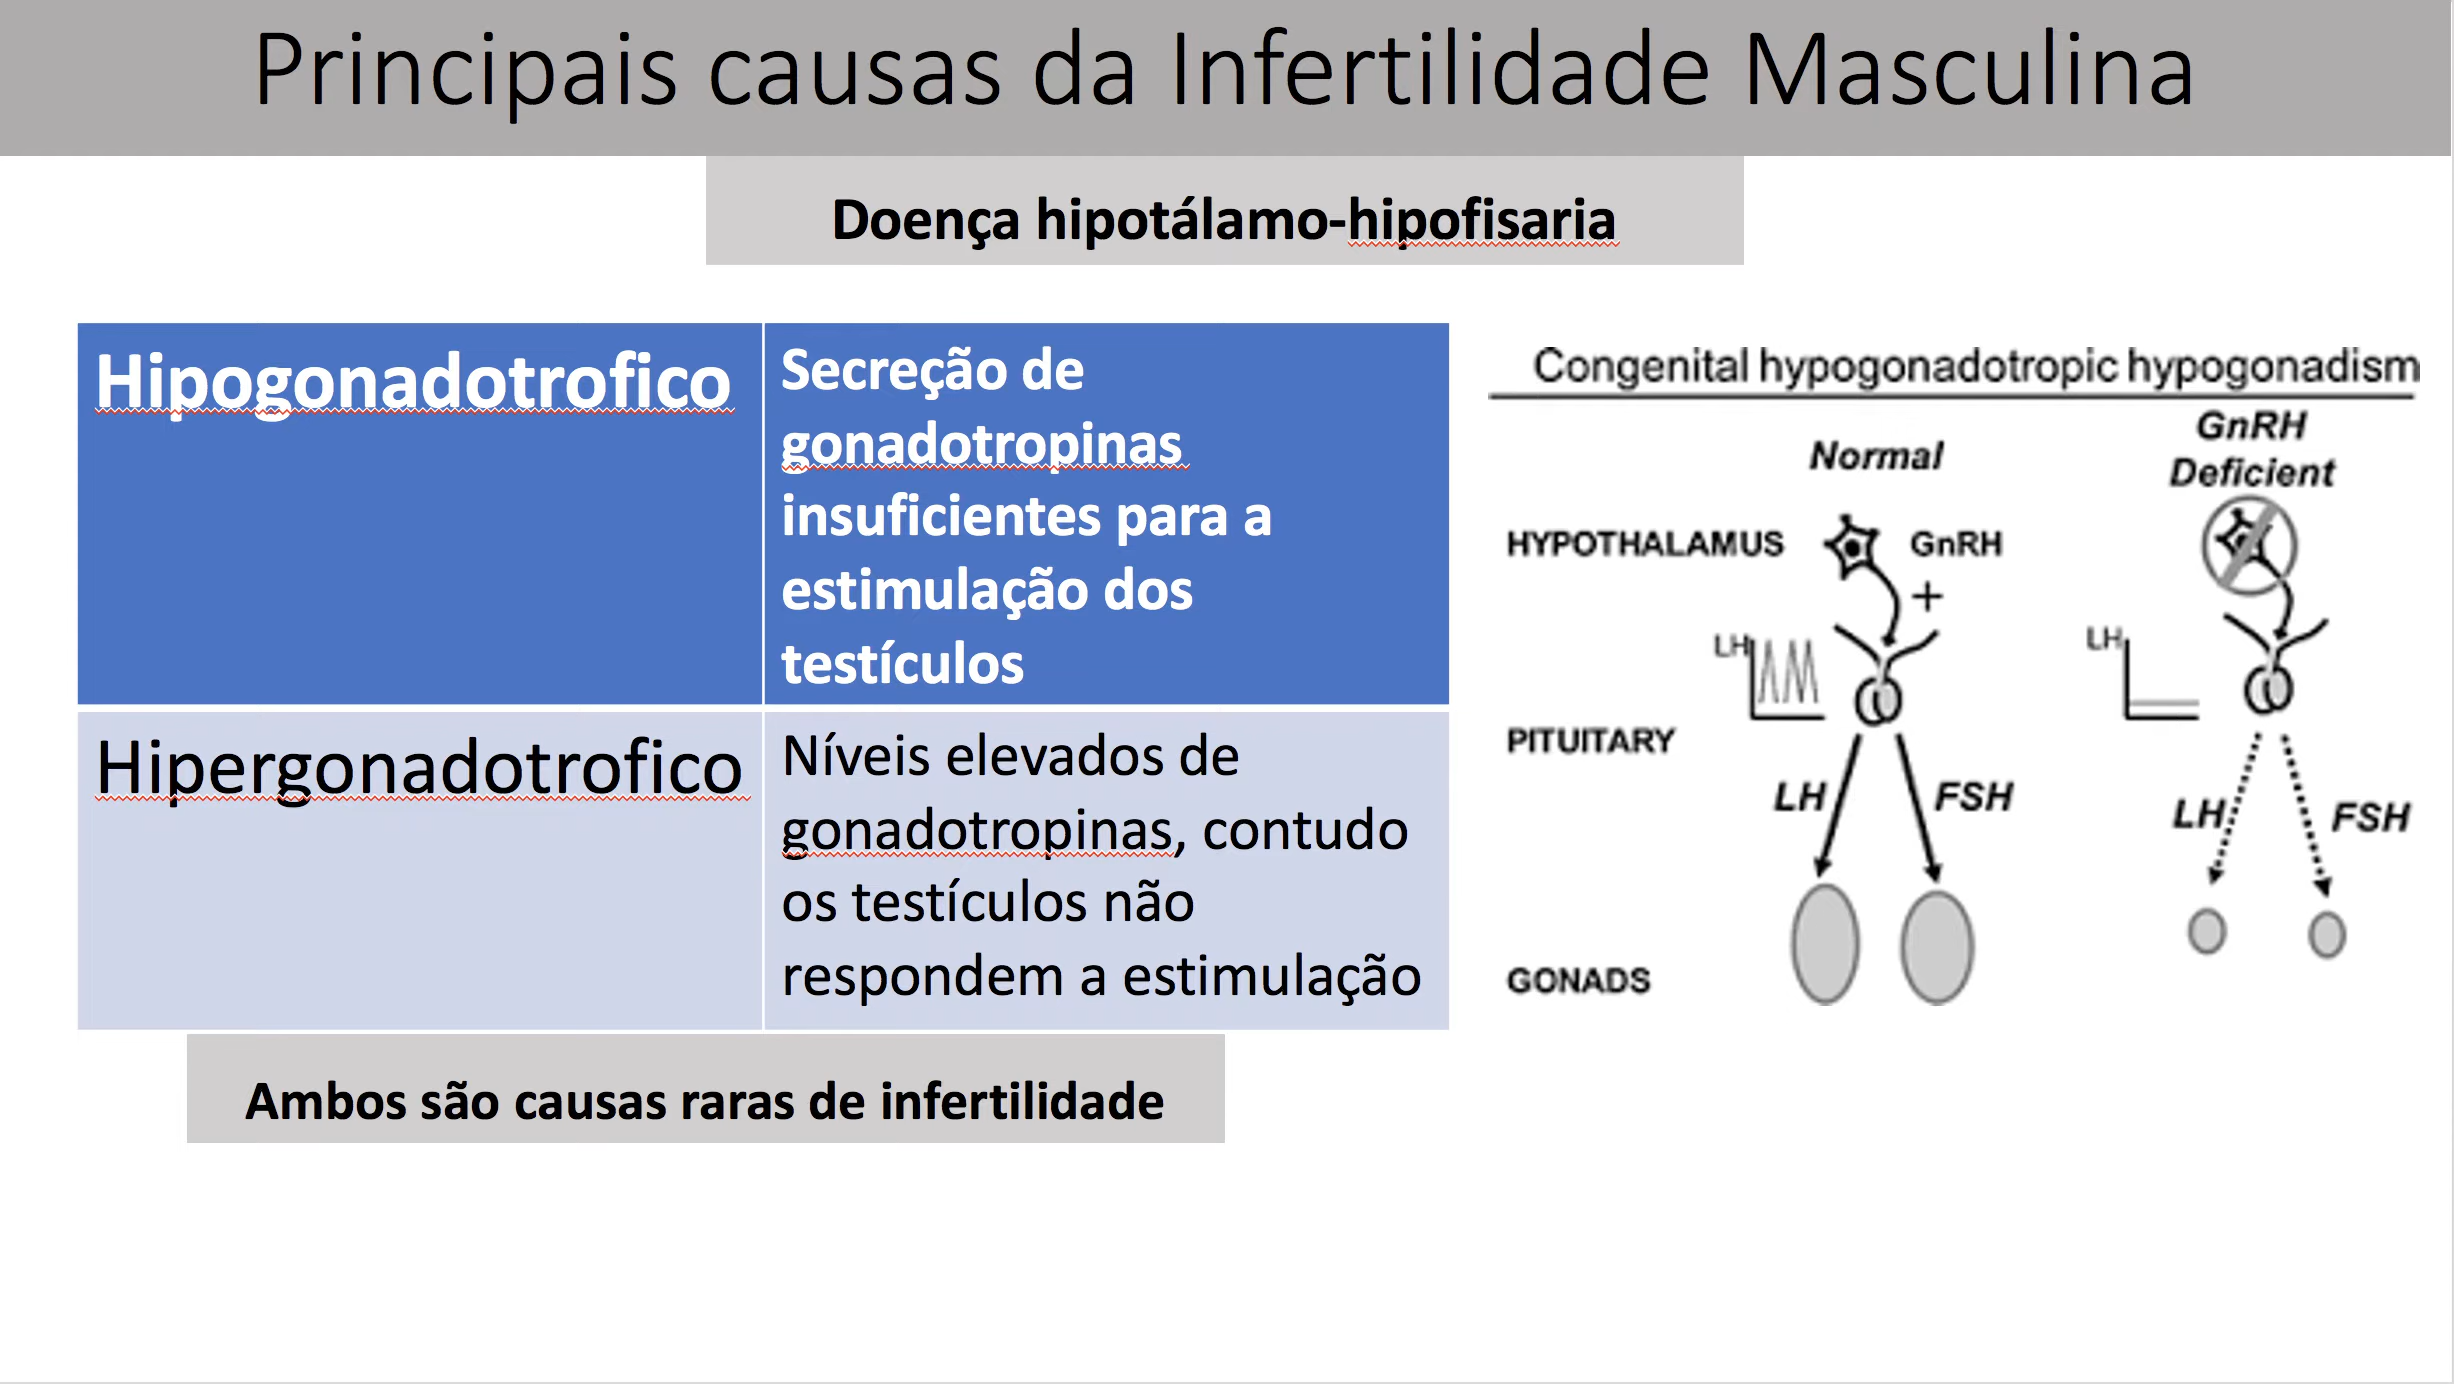 Principais causas da Infertilidade Masculina
Doença hipotálamo-hipofisaria
Hipogonadotrofico
Secreção de
gonadotropinas
insuficientes para a
estimulação dos
testículos
Hipergonadotrofico
Níveis elevados de
gonadotropinas, contudo
os testículos não
respondem a estimulação
Ambos são causas raras de infertilidade
Congenital hypogonadotropic hypogonadism
Normal
GnRH
Deficient
HYPOTHALAMUS
GnRH
+
LH
LH
PITUITARY
LH
FSH
LH
FSH
GONADS